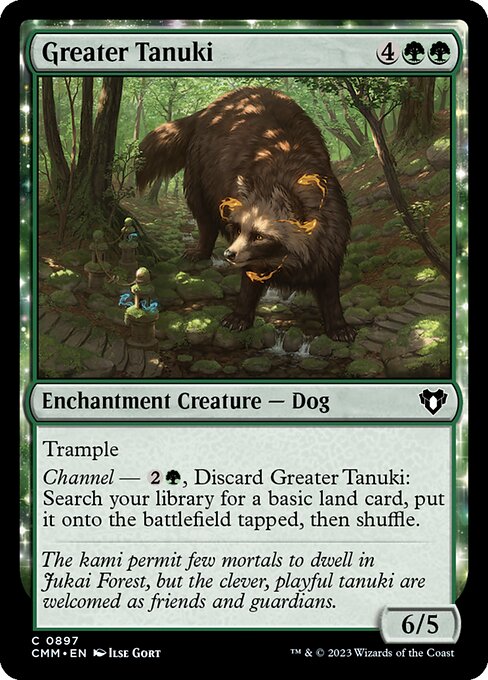 Greater Tanuki 4
Enchantment Creature — Dog
Trample
Channel — 2, Discard Greater Tanuki:
Search your library for a basic land card, put
it onto the battlefield tapped, then shuffle.
The kami permit few mortals to dwell in
Jukai Forest, but the clever, playful tanuki are
welcomed as friends and guardians.
6/5
C 0897
CMM • EN Ilse Gort
™ & © 2023 Wizards of the Coast